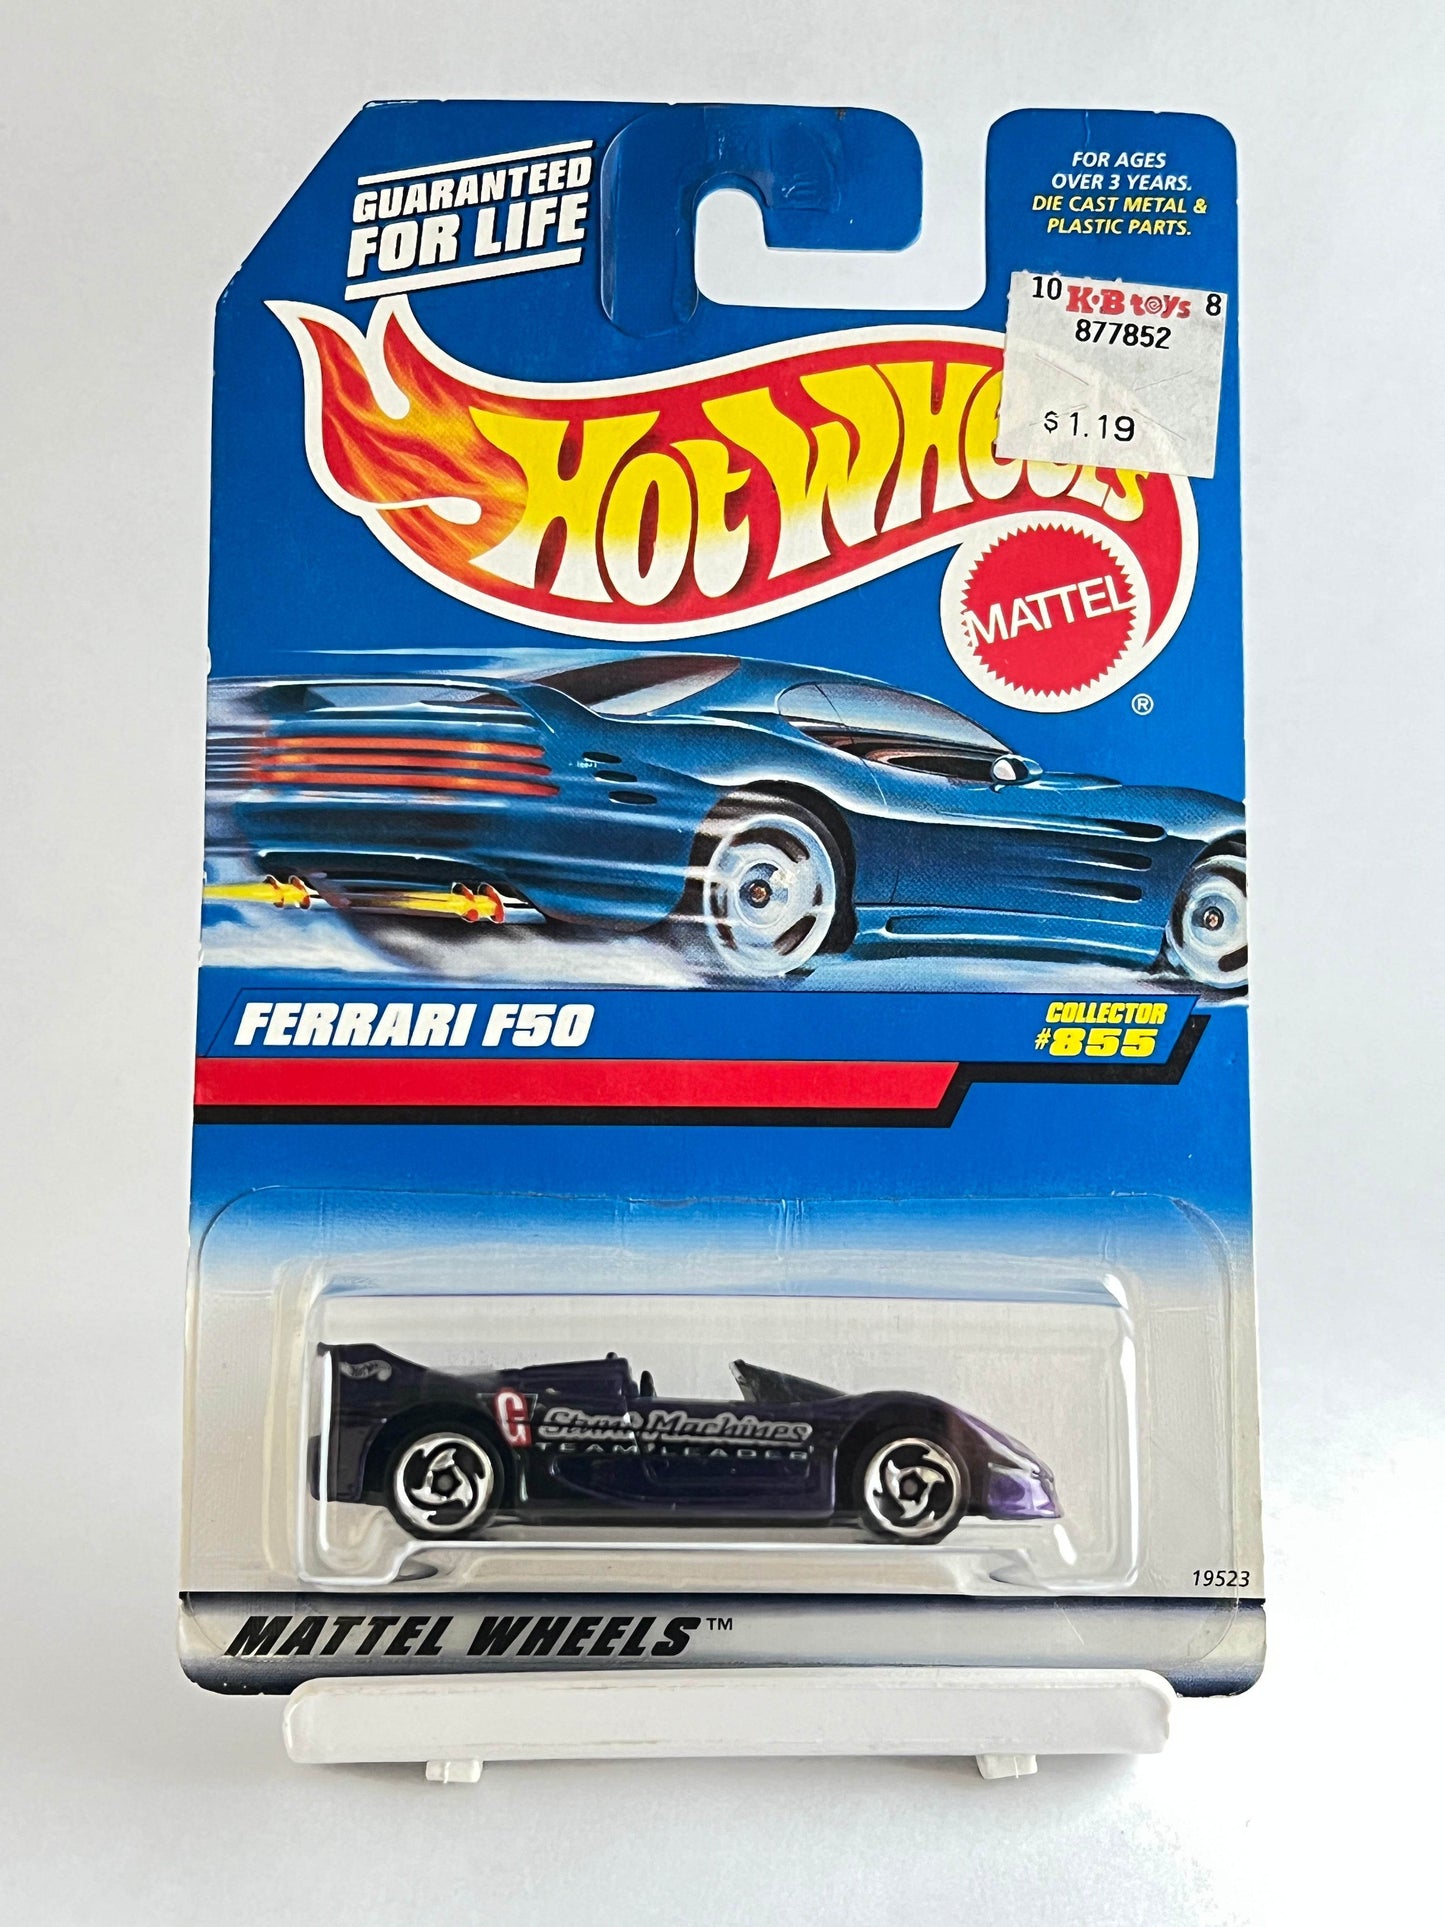 GUARANTEED
FOR LIFE
FOR AGES
OVER 3 YEARS.
DIE CAST METAL &
PLASTIC PARTS.
10 K·B toys 8
877852
$1.19
HOT WHEELS
MATTEL
®
FERRARI F50
COLLECTOR
#855
G Street Machines
TEAM LEADER
19523
MATTEL WHEELS™